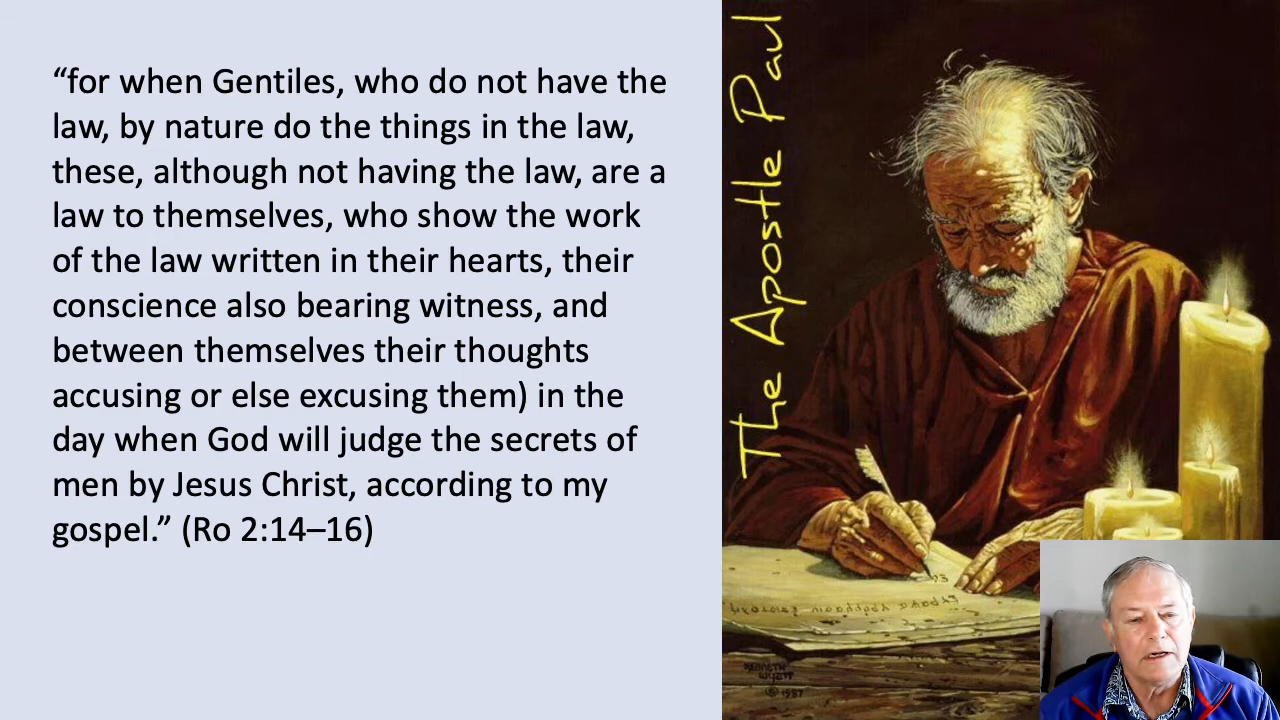 “for when Gentiles, who do not have the
law, by nature do the things in the law,
these, although not having the law, are a
law to themselves, who show the work
of the law written in their hearts, their
conscience also bearing witness, and
between themselves their thoughts
accusing or else excusing them) in the
day when God will judge the secrets of
men by Jesus Christ, according to my
gospel.” (Ro 2:14–16)
The Apostle Paul
KENNETH
WYATT
© 1987